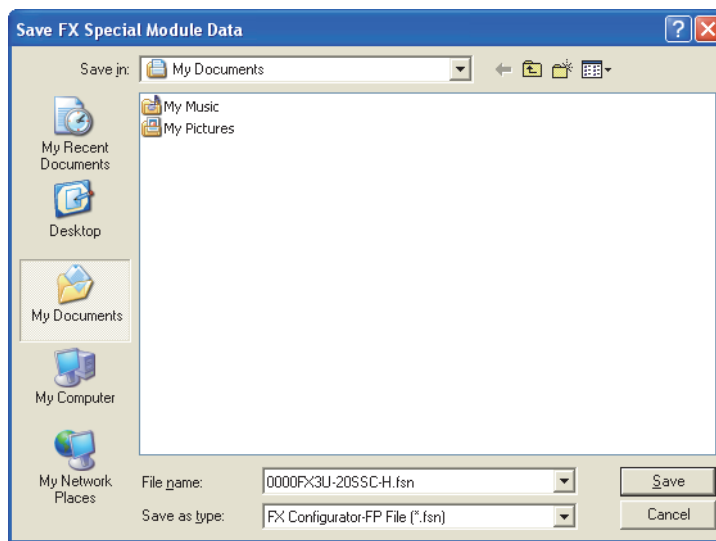 Save FX Special Module Data
Save in: My Documents
My Music
My Pictures
My Recent
Documents
Desktop
My Documents
My Computer
My Network
Places
File name: 0000FX3U-20SSC-H.fsn Save
Save as type: FX Configurator-FP File (*.fsn) Cancel